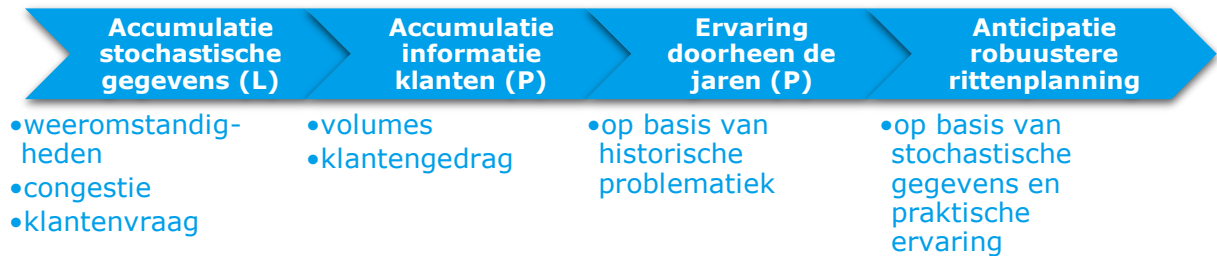 Accumulatie
stochastische
gegevens (L)
Accumulatie
informatie
klanten (P)
Ervaring
doorheen de
jaren (P)
Anticipatie
robuustere
rittenplanning
•weeromstandig-
heden
•congestie
•klantenvraag
•volumes
•klantengedrag
•op basis van
historische
problematiek
•op basis van
stochastische
gegevens en
praktische
ervaring